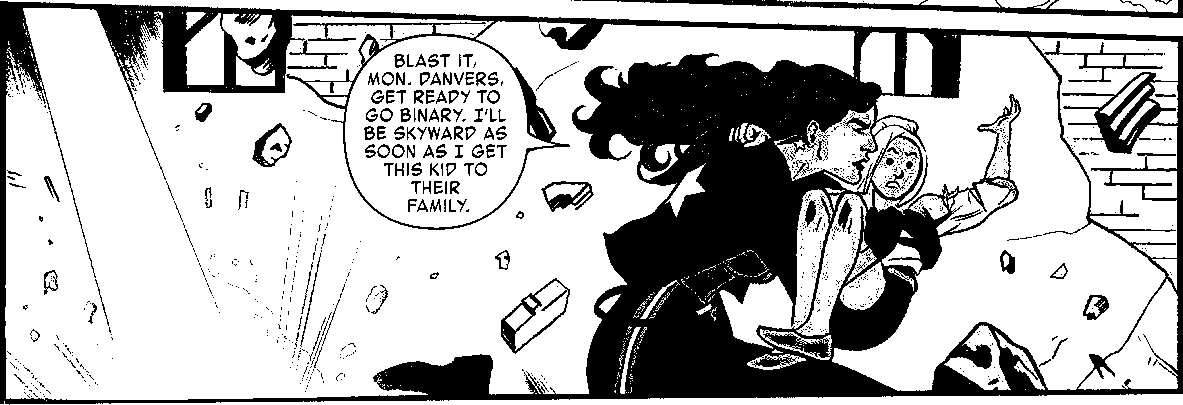 BLAST IT,
MON. DANVERS,
GET READY TO
GO BINARY. I'LL
BE SKYWARD AS
SOON AS I GET
THIS KID TO
THEIR
FAMILY.